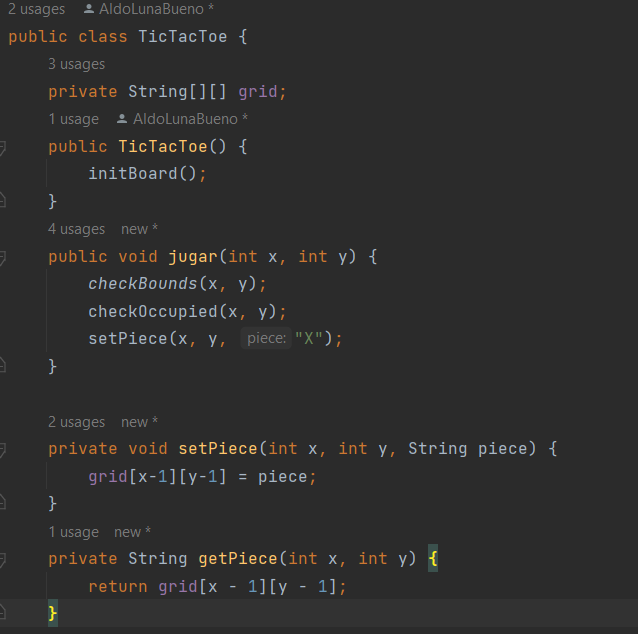 2 usages AldoLunaBueno *
public class TicTacToe {
3 usages
private String[][] grid;
1 usage AldoLunaBueno *
public TicTacToe() {
initBoard();
}
4 usages new *
public void jugar(int x, int y) {
checkBounds(x, y);
checkOccupied(x, y);
setPiece(x, y, piece: "X");
}
2 usages new *
private void setPiece(int x, int y, String piece) {
grid[x-1][y-1] = piece;
}
1 usage new *
private String getPiece(int x, int y) {
return grid[x - 1][y - 1];
}